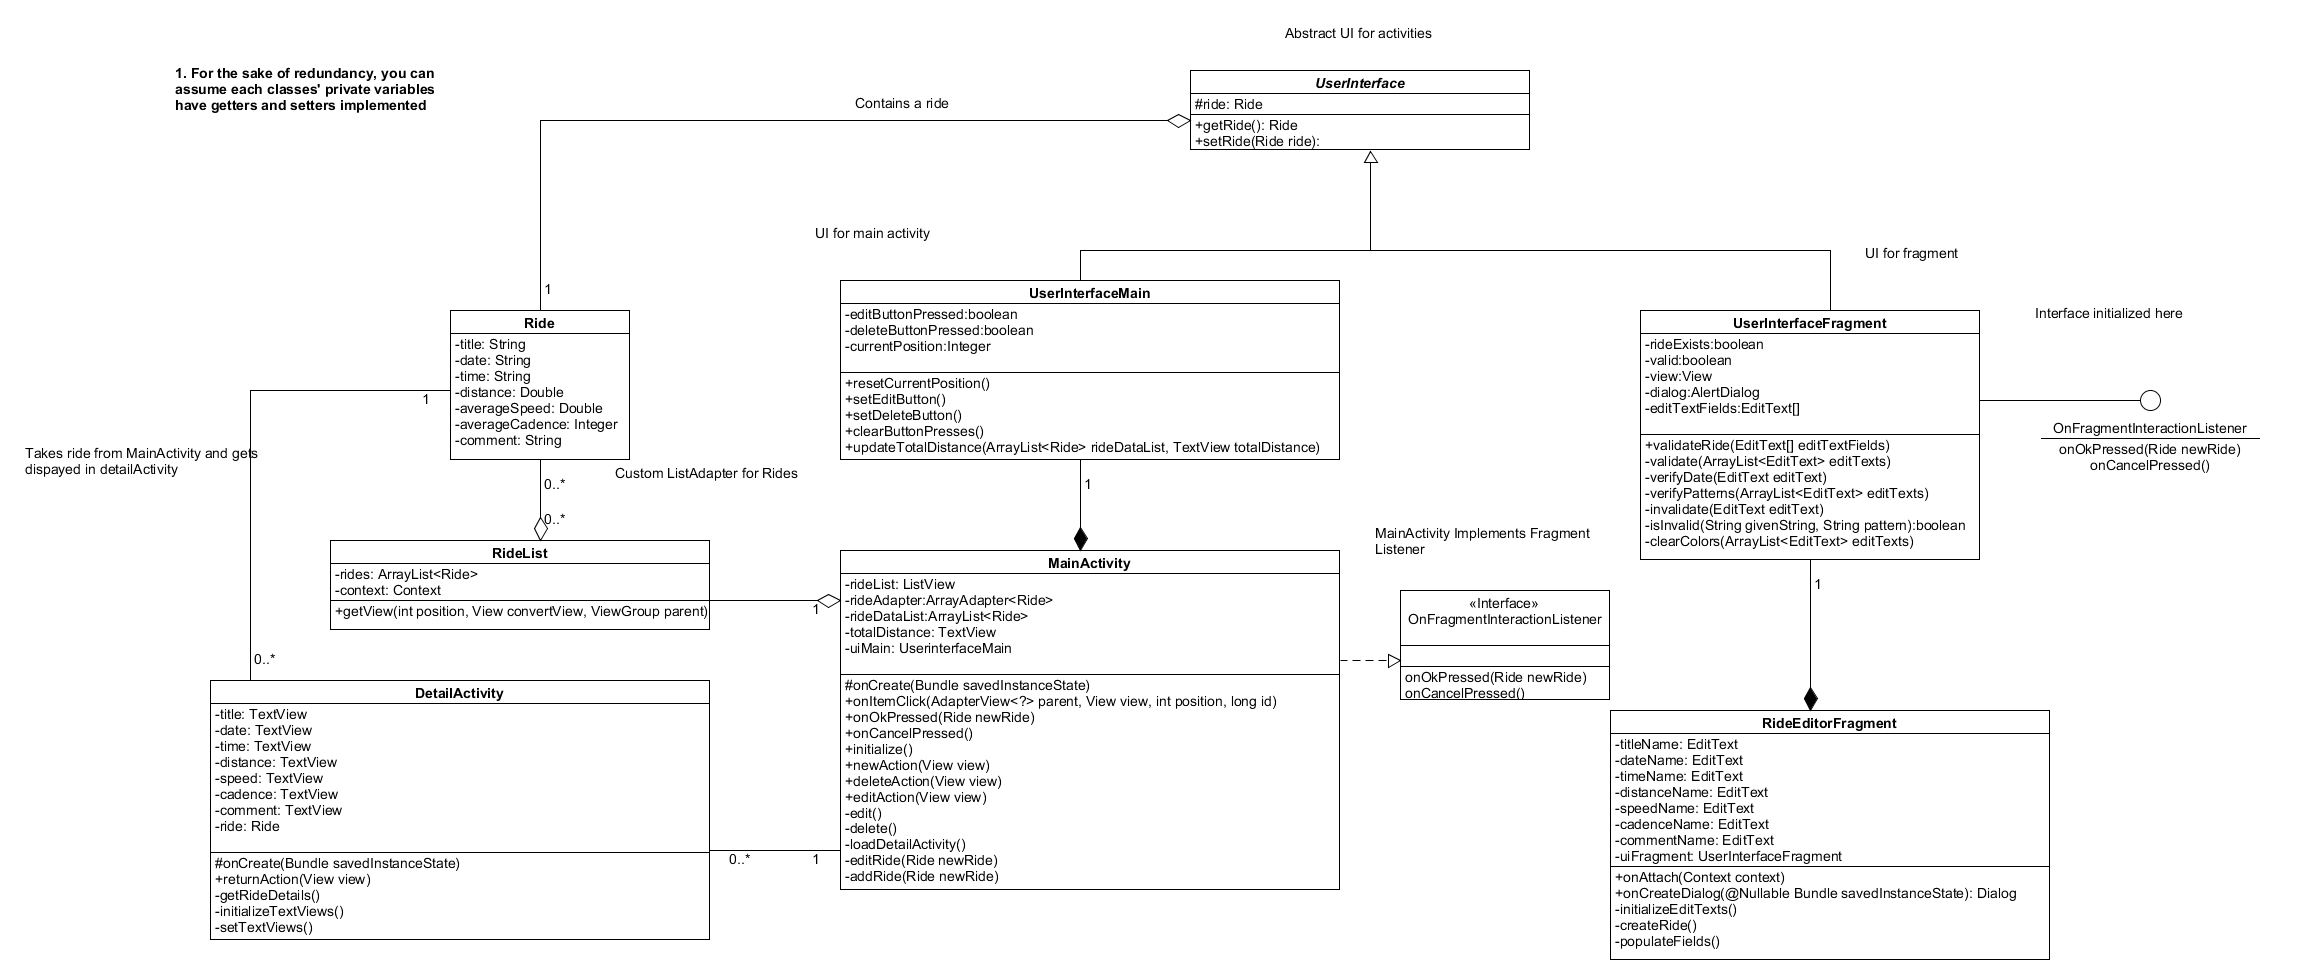 Abstract UI for activities
1. For the sake of redundancy, you can
assume each classes' private variables
have getters and setters implemented
UserInterface
#ride: Ride
+getRide(): Ride
+setRide(Ride ride):
Contains a ride
1
UI for main activity
UI for fragment
Interface initialized here
Ride
-title: String
-date: String
-time: String
-distance: Double
-averageSpeed: Double
-averageCadence: Integer
-comment: String
1
UserInterfaceMain
-editButtonPressed:boolean
-deleteButtonPressed:boolean
-currentPosition:Integer
+resetCurrentPosition()
+setEditButton()
+setDeleteButton()
+clearButtonPresses()
+updateTotalDistance(ArrayList<Ride> rideDataList, TextView totalDistance)
UserInterfaceFragment
-rideExists:boolean
-valid:boolean
-view:View
-dialog:AlertDialog
-editTextFields:EditText[]
+validateRide(EditText[] editTextFields)
-validate(ArrayList<EditText> editTexts)
-verifyDate(EditText editText)
-verifyPatterns(ArrayList<EditText> editTexts)
-invalidate(EditText editText)
-isInvalid(String givenString, String pattern):boolean
-clearColors(ArrayList<EditText> editTexts)
OnFragmentInteractionListener
onOkPressed(Ride newRide)
onCancelPressed()
Takes ride from MainActivity and gets
dispayed in detailActivity
0..*
Custom ListAdapter for Rides
0..*
1
1
RideList
-rides: ArrayList<Ride>
-context: Context
+getView(int position, View convertView, ViewGroup parent)
1
MainActivity
-rideList: ListView
-rideAdapter:ArrayAdapter<Ride>
-rideDataList:ArrayList<Ride>
-totalDistance: TextView
-uiMain: UserinterfaceMain
#onCreate(Bundle savedInstanceState)
+onItemClick(AdapterView<?> parent, View view, int position, long id)
+onOkPressed(Ride newRide)
+onCancelPressed()
+initialize()
+newAction(View view)
+deleteAction(View view)
+editAction(View view)
-edit()
-delete()
-loadDetailActivity()
-editRide(Ride newRide)
-addRide(Ride newRide)
MainActivity Implements Fragment
Listener
«Interface»
OnFragmentInteractionListener
onOkPressed(Ride newRide)
onCancelPressed()
0..*
DetailActivity
-title: TextView
-date: TextView
-time: TextView
-distance: TextView
-speed: TextView
-cadence: TextView
-comment: TextView
-ride: Ride
#onCreate(Bundle savedInstanceState)
+returnAction(View view)
-getRideDetails()
-initializeTextViews()
-setTextViews()
0..*
1
RideEditorFragment
-titleName: EditText
-dateName: EditText
-timeName: EditText
-distanceName: EditText
-speedName: EditText
-cadenceName: EditText
-commentName: EditText
-uiFragment: UserInterfaceFragment
+onAttach(Context context)
+onCreateDialog(@Nullable Bundle savedInstanceState): Dialog
-initializeEditTexts()
-createRide()
-populateFields()